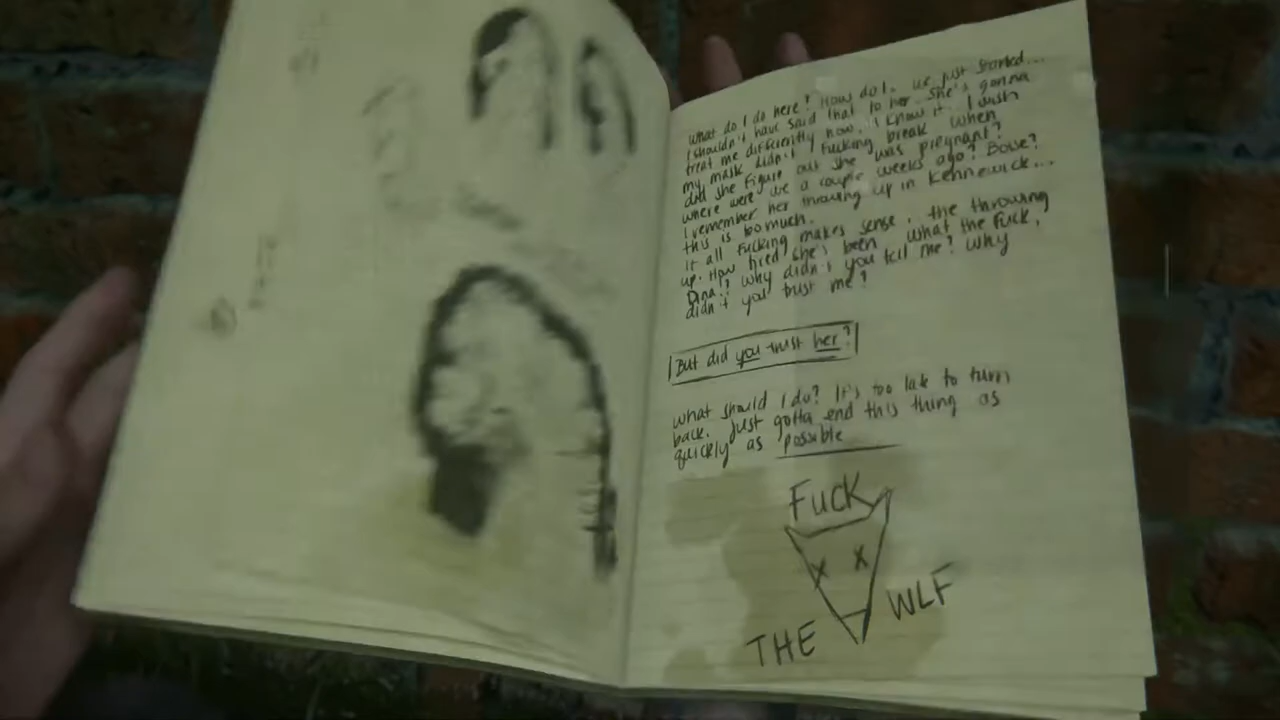 What do I do here? How do I.. we just started...
I shouldn't have said that to her. She's gonna
treat me differently now. I know it. I wish
my mask didn't fucking break. when
did she figure out she was pregnant?
where were we a couple weeks ago? Boise?
I remember her throwing up in Kennewick...
this is too much.
it all fucking makes sense. the throwing
up. How tired she's been. what the fuck,
Dina? why didn't you tell me? why
didn't you trust me?
But did you trust her?
what should I do? It's too late to turn
back. Just gotta end this thing as
quickly as possible
Fuck
THE WLF